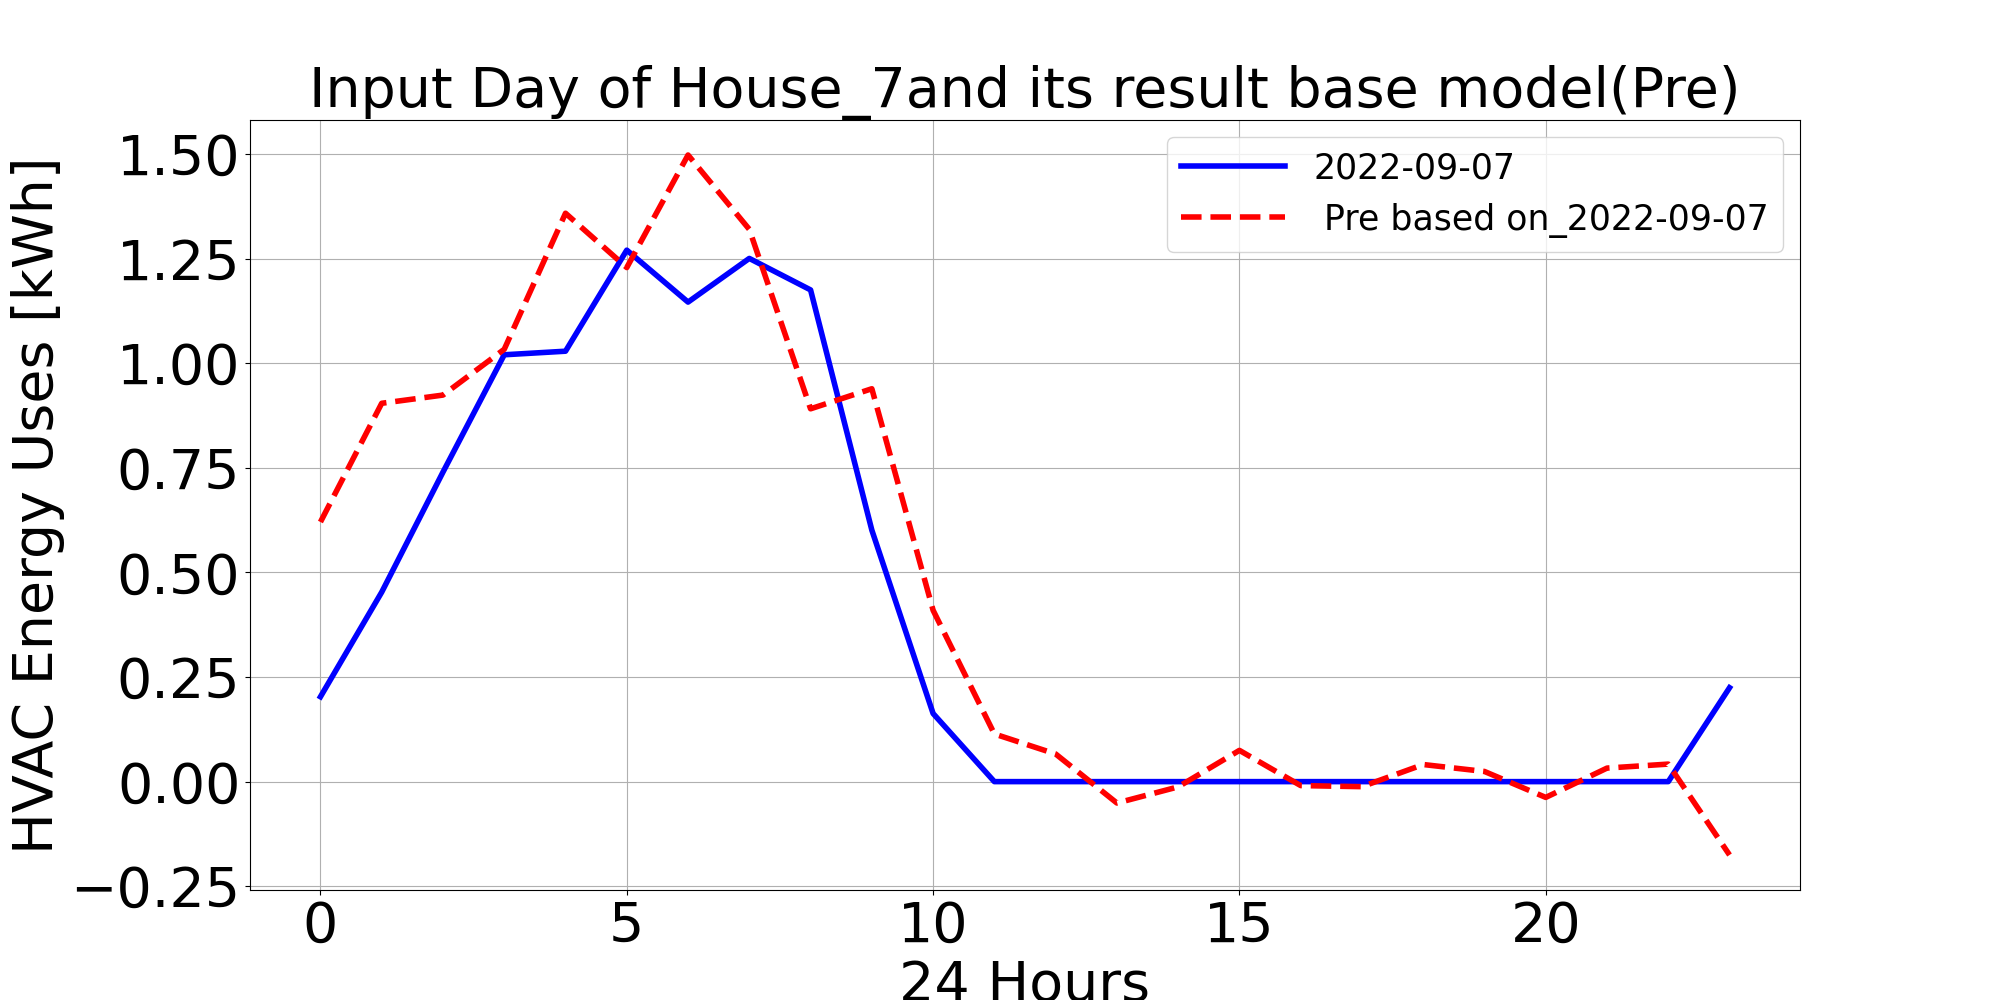 Input Day of House_7and its result base model(Pre)
HVAC Energy Uses [kWh]
1.50
1.25
1.00
0.75
0.50
0.25
0.00
−0.25
2022-09-07
Pre based on_2022-09-07
0 5 10 15 20
24 Hours